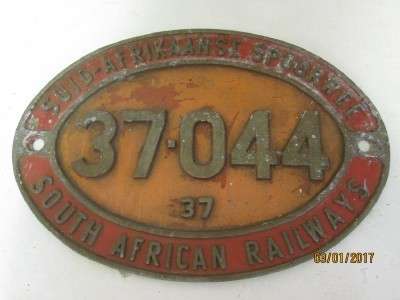 SUID-AFRIKAANSE SPOORWEË
37-044
37
SOUTH AFRICAN RAILWAYS
09/01/2017